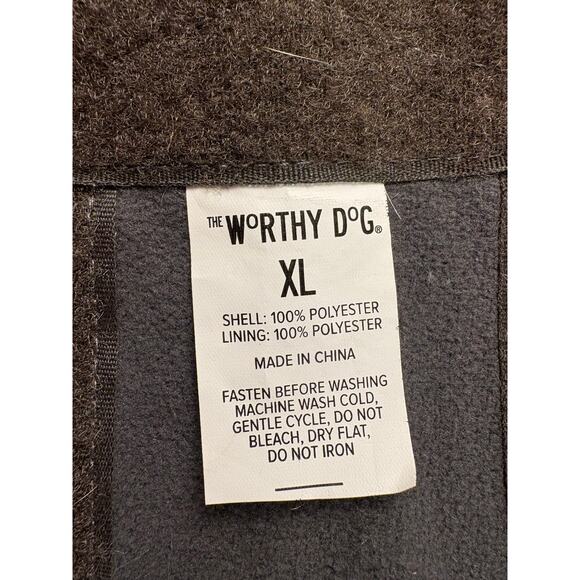 THE WORTHY DOG®
XL
SHELL: 100% POLYESTER
LINING: 100% POLYESTER
MADE IN CHINA
FASTEN BEFORE WASHING
MACHINE WASH COLD,
GENTLE CYCLE, DO NOT
BLEACH, DRY FLAT,
DO NOT IRON